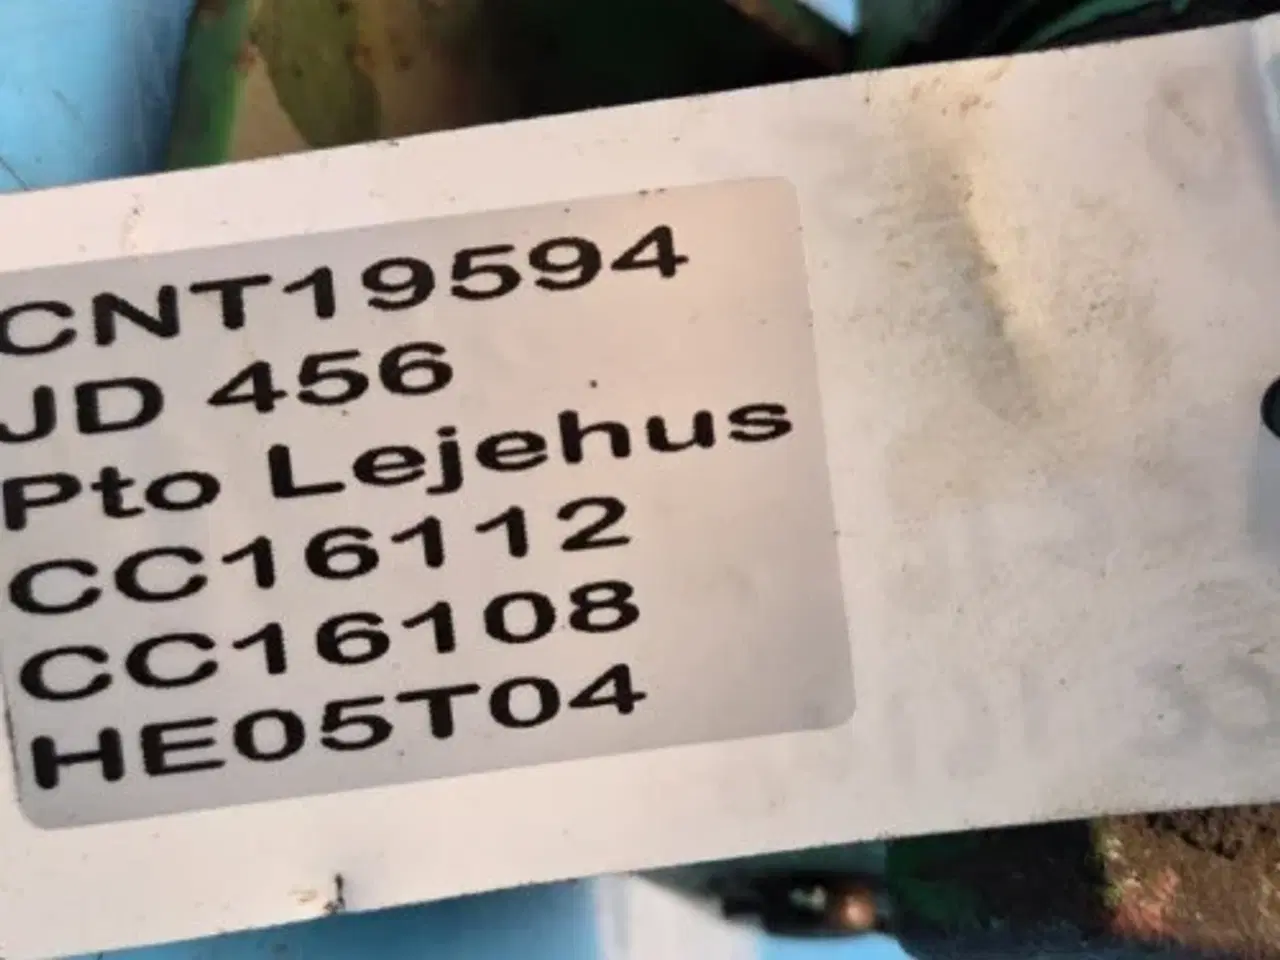 CNT19594
JD 456
Pto Lejehus
CC16112
CC16108
HE05T04